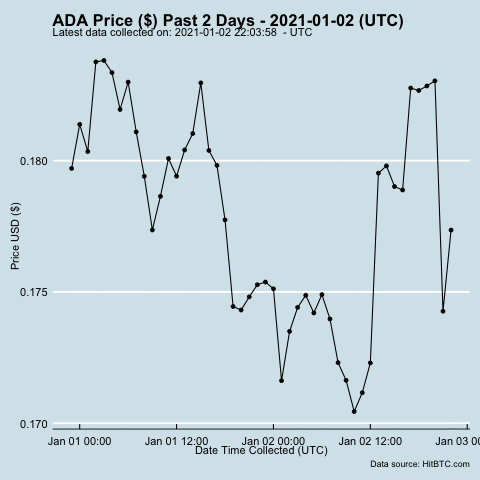 ADA Price ($) Past 2 Days - 2021-01-02 (UTC)
Latest data collected on: 2021-01-02 22:03:58 - UTC
Price USD ($)
0.180
0.175
0.170
Jan 01 00:00 Jan 01 12:00 Jan 02 00:00 Jan 02 12:00 Jan 03 0
Date Time Collected (UTC)
Data source: HitBTC.com